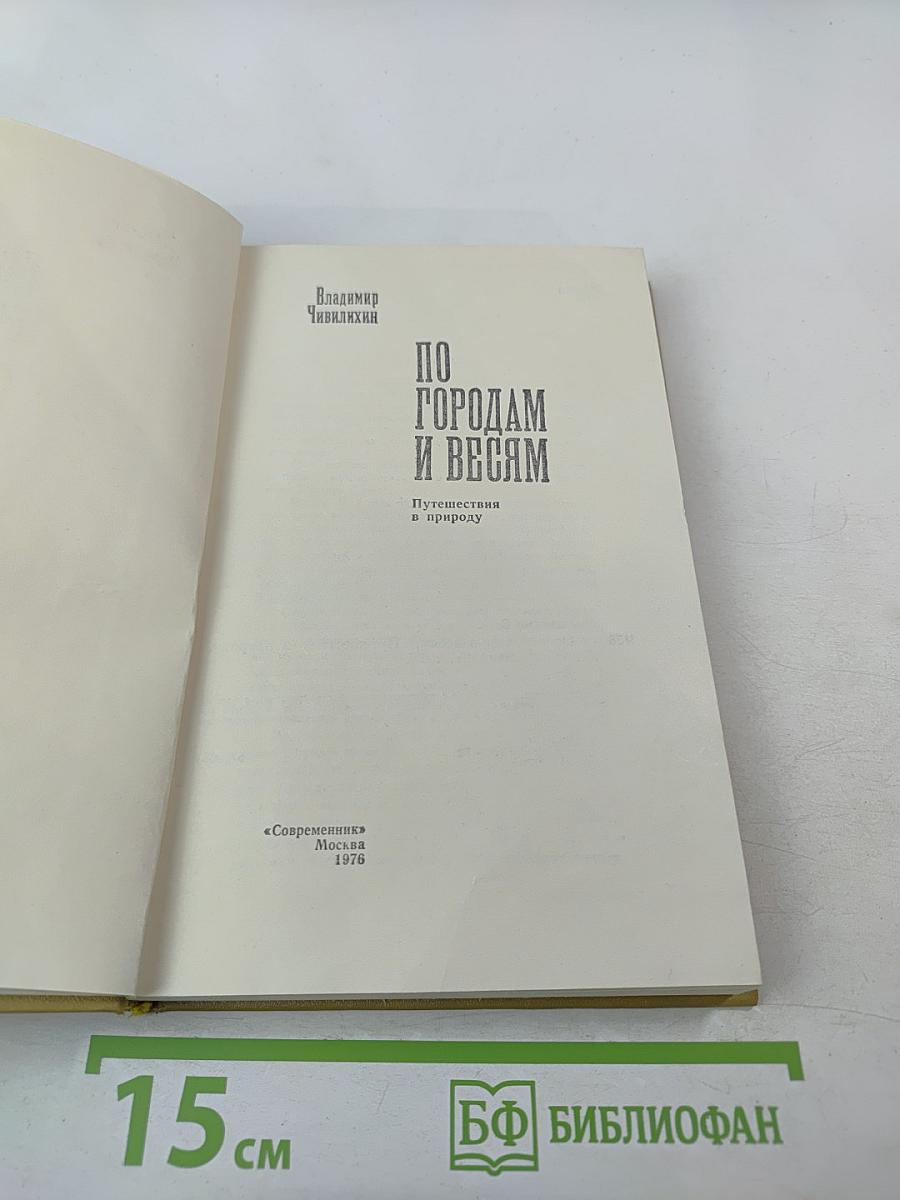 Владимир
Чивилихин
ПО
ГОРОДАМ
И ВЕСЯМ
Путешествия
в природу
«Современник»
Москва
1976
15 см
БФ БИБЛИОФАН